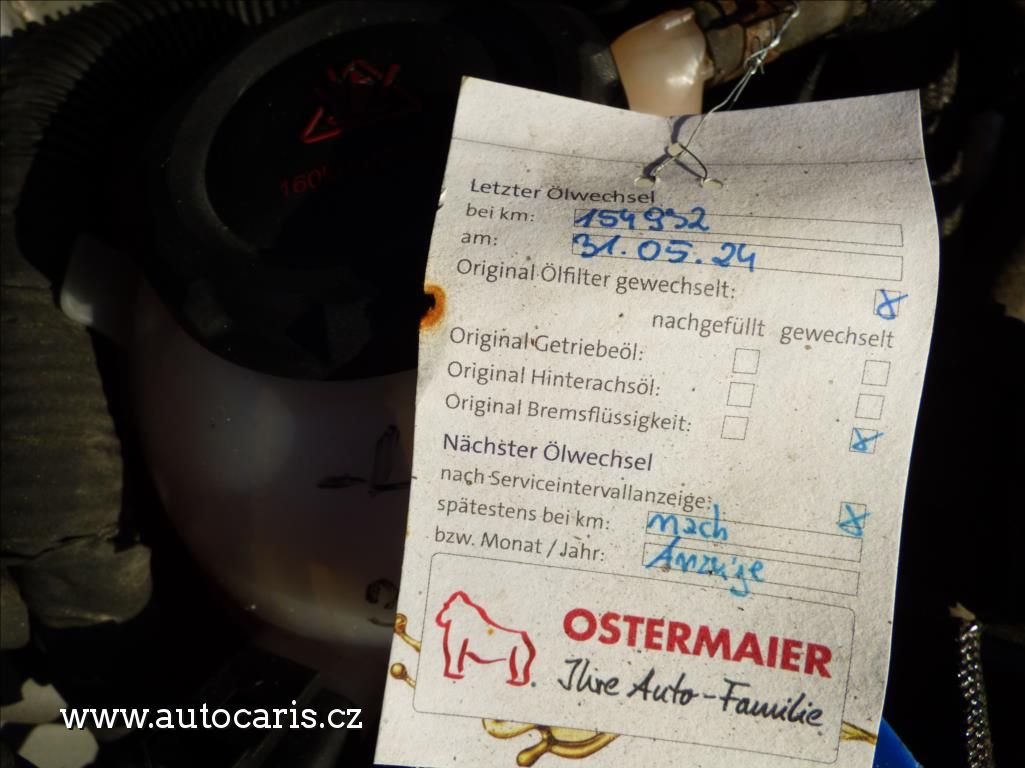 Letzter Ölwechsel
bei km: 154932
am: 31.05.24
Original Ölfilter gewechselt:
nachgefüllt gewechselt
Original Getriebeöl:
Original Hinterachsöl:
Original Bremsflüssigkeit:
Nächster Ölwechsel
nach Serviceintervallanzeige:
spätestens bei km: nach
bzw. Monat / Jahr: Anzeige
OSTERMAIER
Ihre Auto-Familie
www.autocaris.cz